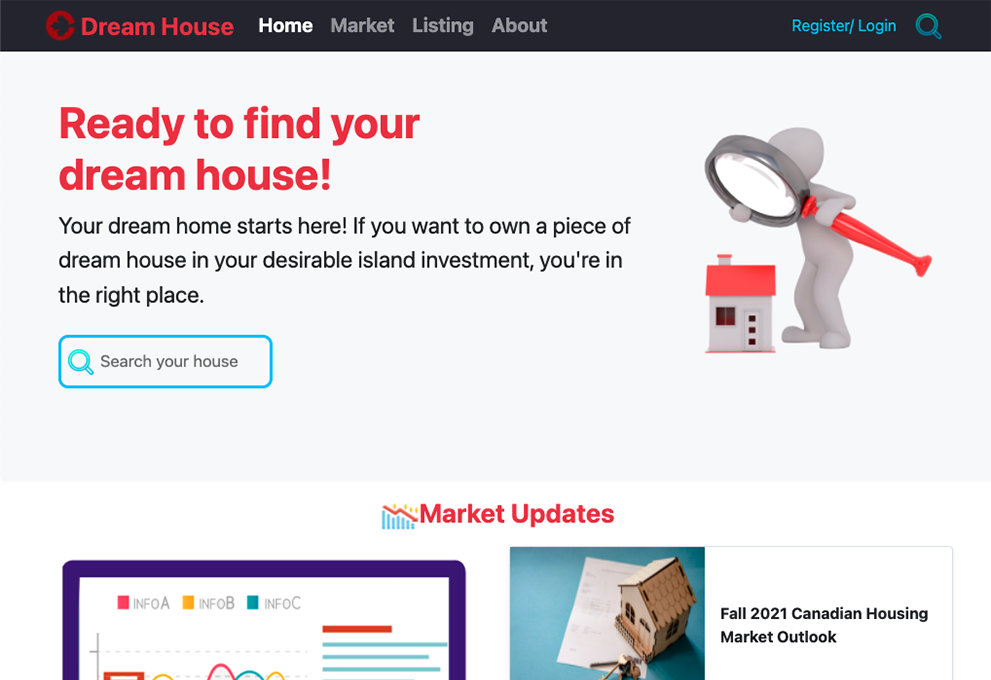 Dream House Home Market Listing About Register/ Login
Ready to find your
dream house!
Your dream home starts here! If you want to own a piece of
dream house in your desirable island investment, you're in
the right place.
Search your house
Market Updates
INFOA INFOB INFOC
Fall 2021 Canadian Housing
Market Outlook